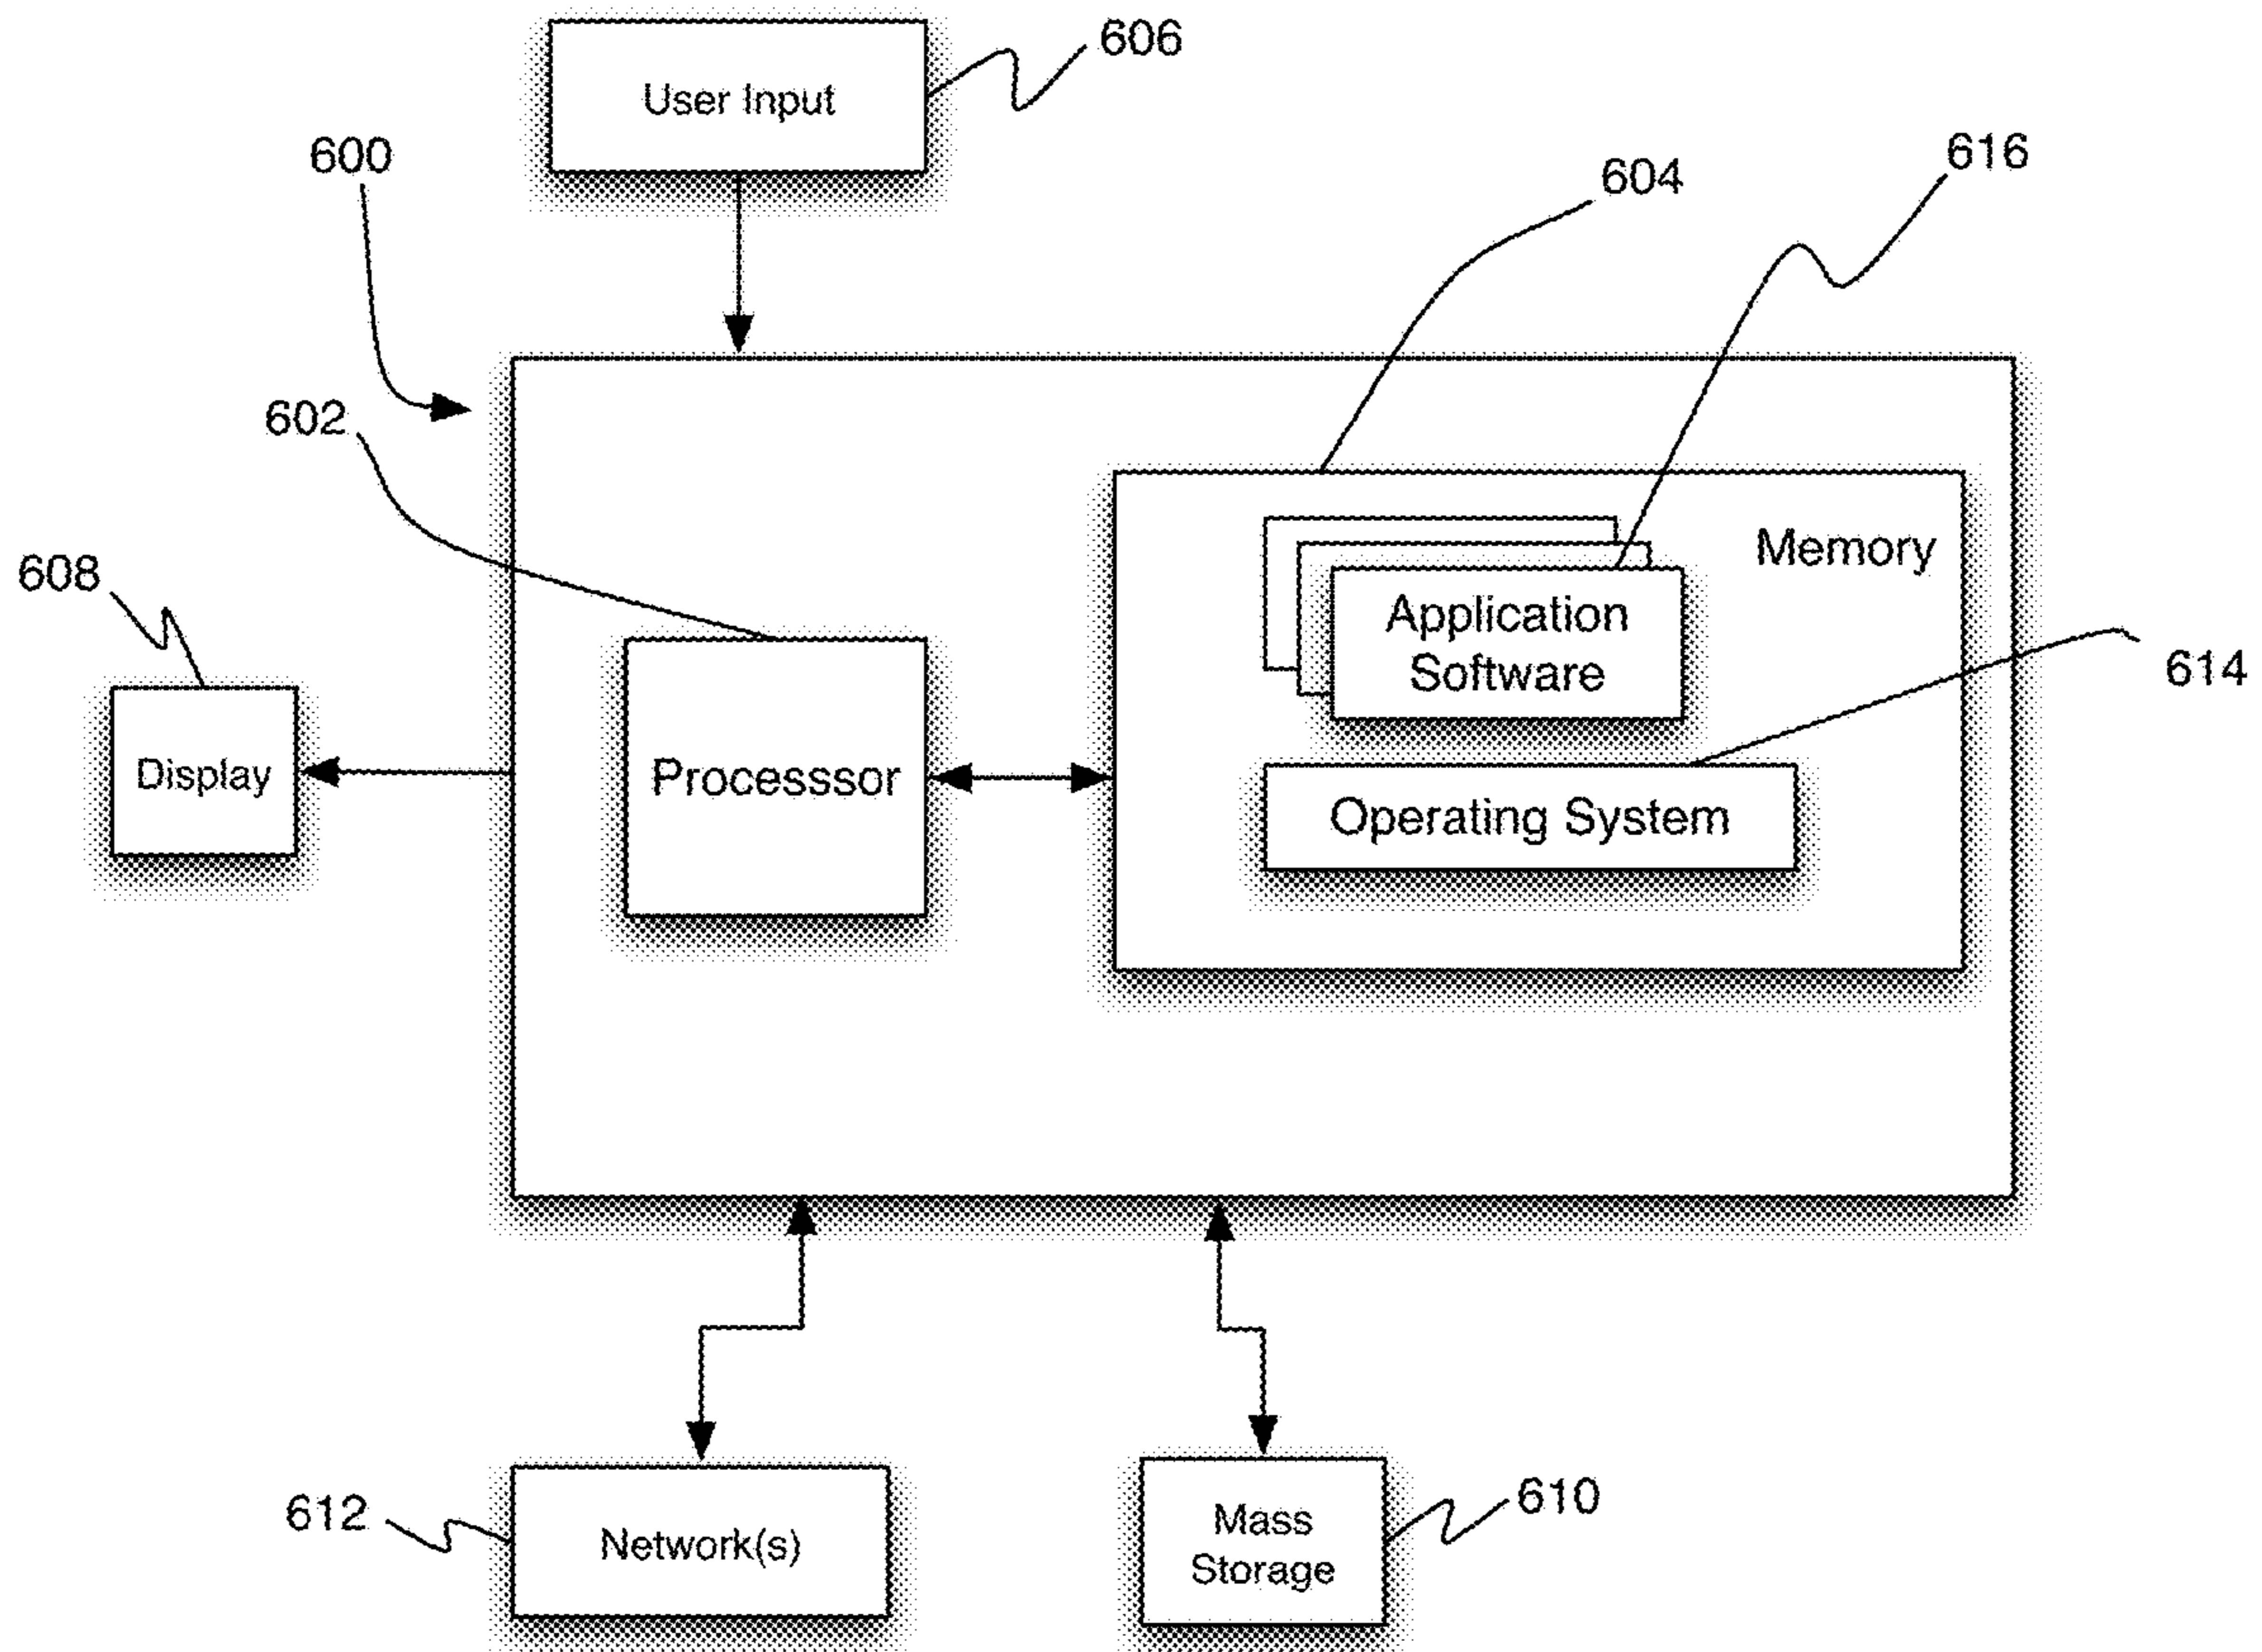 606
User Input
600
616
604
602
Memory
608
Application
Software
614
Display
Processsor
Operating System
612
Network(s)
610
Mass
Storage